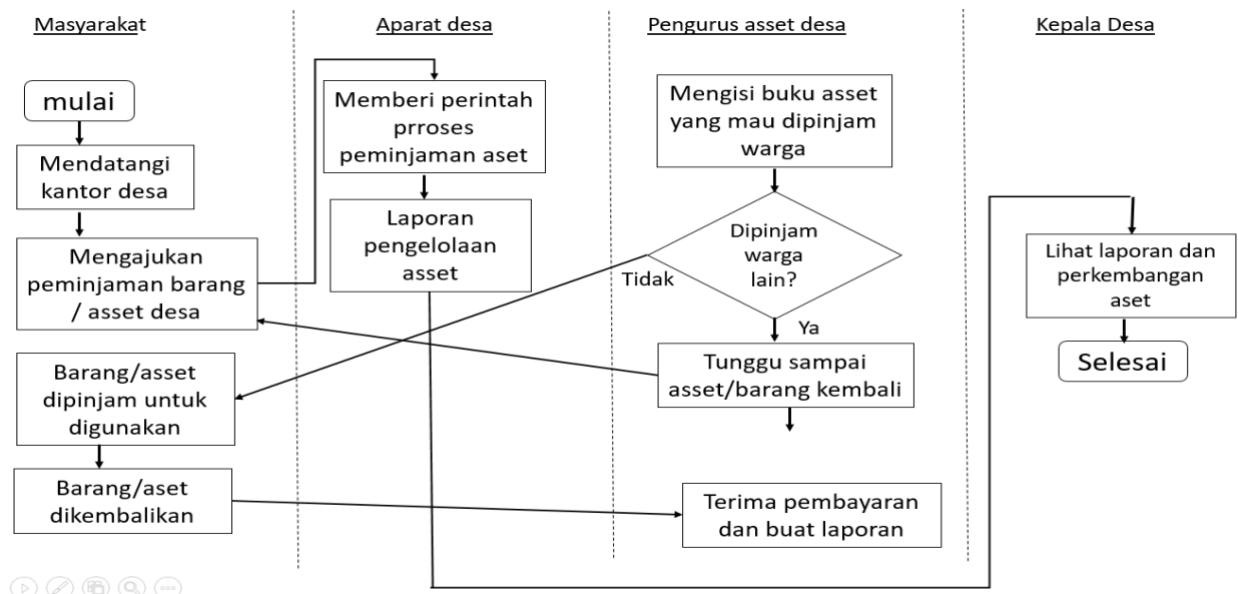 Masyarakat
Aparat desa
Pengurus asset desa
Kepala Desa
mulai
Mendatangi
kantor desa
Mengajukan
peminjaman barang
/ asset desa
Barang/asset
dipinjam untuk
digunakan
Barang/aset
dikembalikan
Memberi perintah
prroses
peminjaman aset
Laporan
pengelolaan
asset
Mengisi buku asset
yang mau dipinjam
warga
Dipinjam
warga
lain?
Tidak
Ya
Tunggu sampai
asset/barang kembali
Terima pembayaran
dan buat laporan
Lihat laporan dan
perkembangan
aset
Selesai